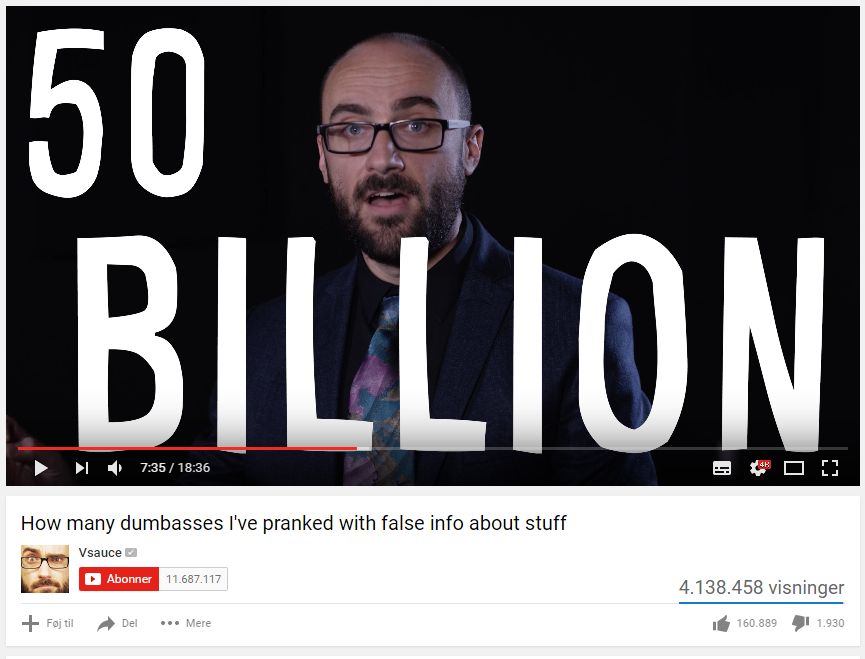 50
BILLION
7:35 / 18:36
4K
How many dumbasses I've pranked with false info about stuff
Vsauce
Abonner 11.687.117
4.138.458 visninger
Føj til Del Mere 160.889 1.930